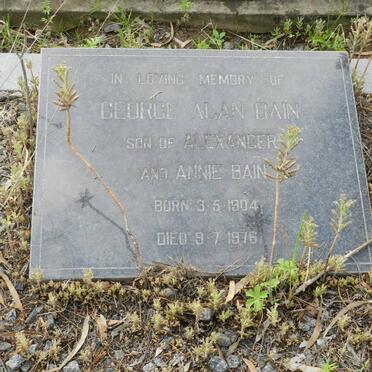 IN LOVING MEMORY OF
GEORGE ALAN BAIN
SON OF ALEXANDER
AND ANNIE BAIN
BORN 3·5·1904
DIED 9·7·1976